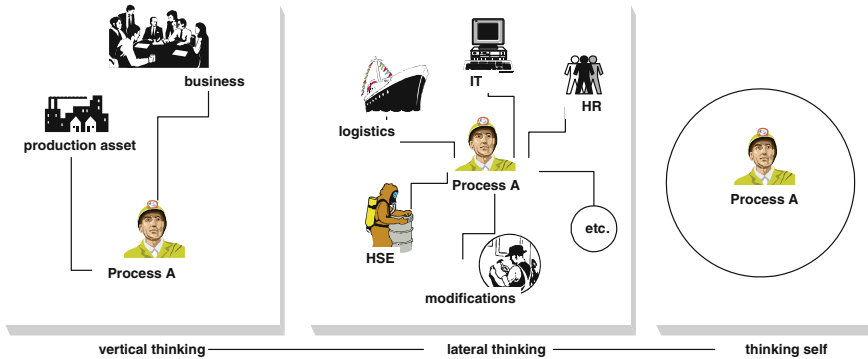 business
production asset
Process A
IT
HR
logistics
Process A
HSE
etc.
modifications
Process A
vertical thinking
lateral thinking
thinking self